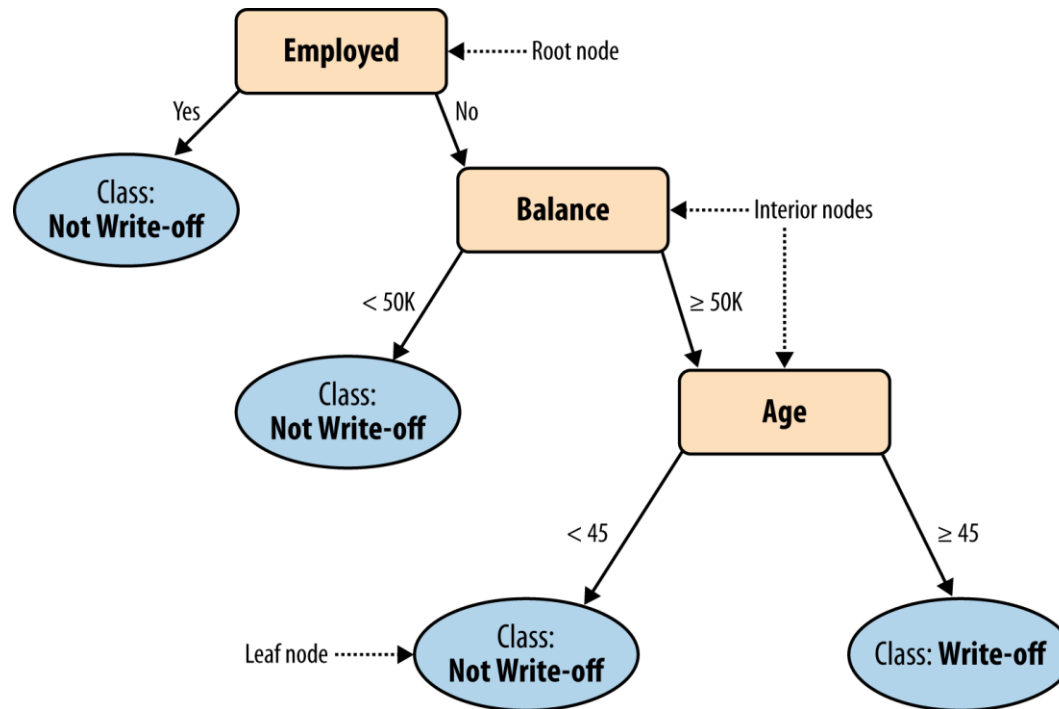 Employed
Root node
Yes
No
Class:
Not Write-off
Balance
Interior nodes
< 50K
≥ 50K
Class:
Not Write-off
Age
< 45
≥ 45
Leaf node
Class:
Not Write-off
Class: Write-off